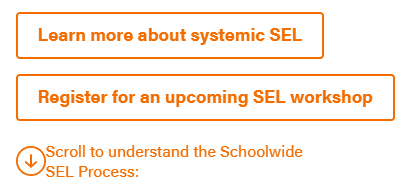 Learn more about systemic SEL
Register for an upcoming SEL workshop
Scroll to understand the Schoolwide
SEL Process: